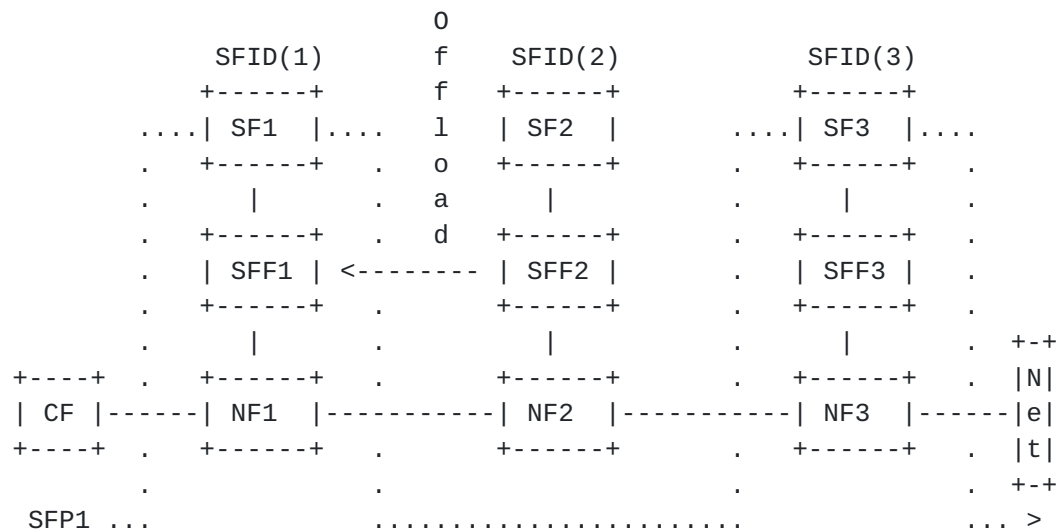 O
             SFID(1)       f    SFID(2)            SFID(3)
            +------+       f   +------+           +------+
        ....| SF1  |....   l   | SF2  |       ....| SF3  |....
        .   +------+   .   o   +------+       .   +------+   .
        .      |       .   a      |           .      |       .
        .   +------+   .   d   +------+       .   +------+   .
        .   | SFF1 | <-------- | SFF2 |       .   | SFF3 |   .
        .   +------+   .       +------+       .   +------+   .
        .      |       .          |           .      |       .  +-+
+----+  .   +------+   .       +------+       .   +------+   .  |N|
| CF |------| NF1  |-----------| NF2  |-----------| NF3  |------|e|
+----+  .   +------+   .       +------+       .   +------+   .  |t|
        .              .                      .              .  +-+
 SFP1 ...              ........................              ... >